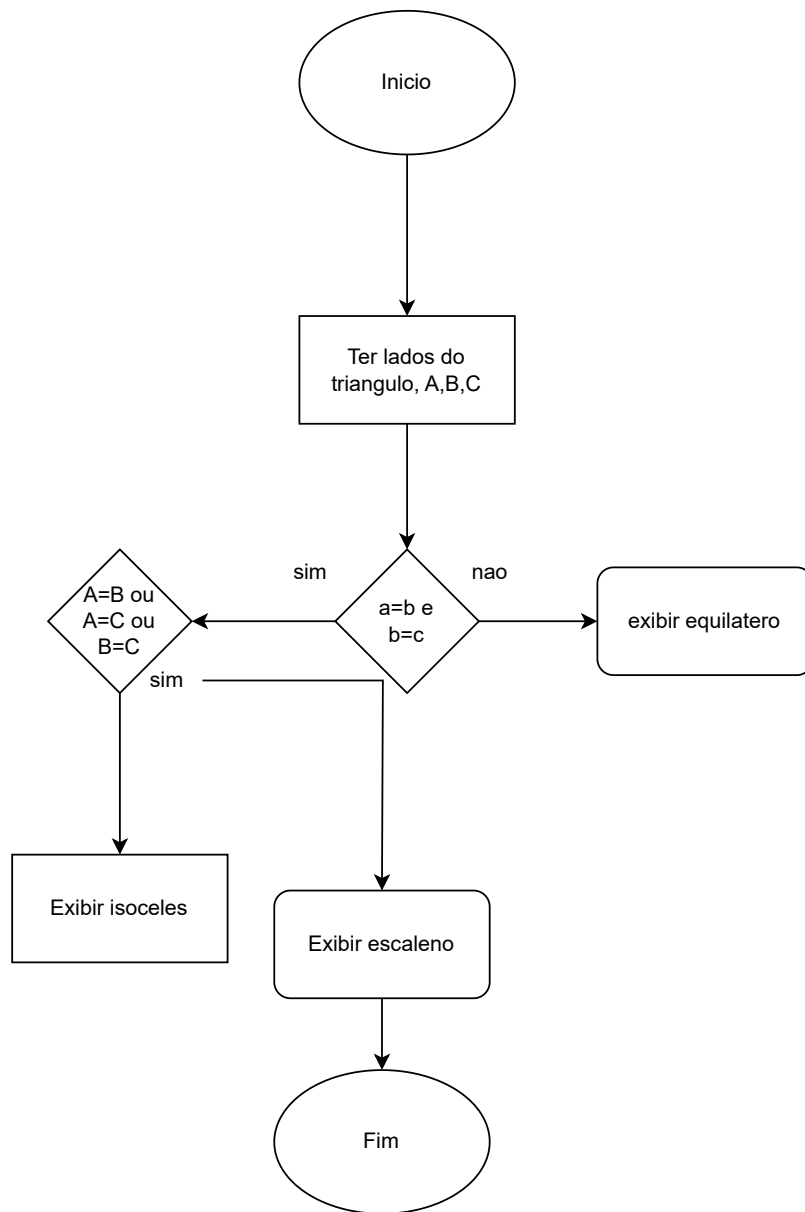 Inicio
Ter lados do
triangulo, A,B,C
sim
nao
A=B ou
A=C ou
B=C
a=b e
b=c
exibir equilatero
sim
Exibir isoceles
Exibir escaleno
Fim